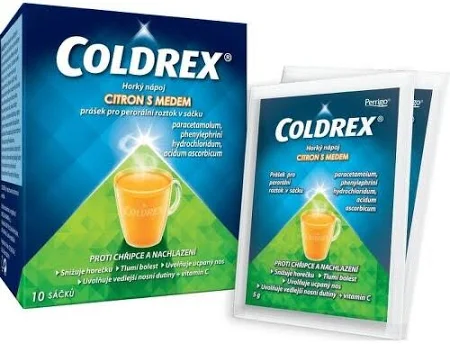 COLDREX®
Horký nápoj
CITRON S MEDEM
prášek pro perorální roztok v sáčku
paracetamolum,
phenylephrini
hydrochloridum,
acidum ascorbicum
COLDREX
PROTI CHŘIPCE A NACHLAZENÍ
Snižuje horečku Tlumí bolest Uvolňuje ucpaný nos
Uvolňuje vedlejší nosní dutiny + vitamin C
10 SÁČKŮ
Perrigo
COLDREX®
Horký nápoj
CITRON S MEDEM
Prášek pro
perorální
roztok v sáčku
paracetamolum,
phenylephrini
hydrochloridum,
acidum
ascorbicum
PROTI CHŘIPCE A NACHLAZENÍ
Snižuje horečku Tlumí bolest Uvolňuje ucpaný nos
Uvolňuje vedlejší nosní dutiny + vitamin C
5 g